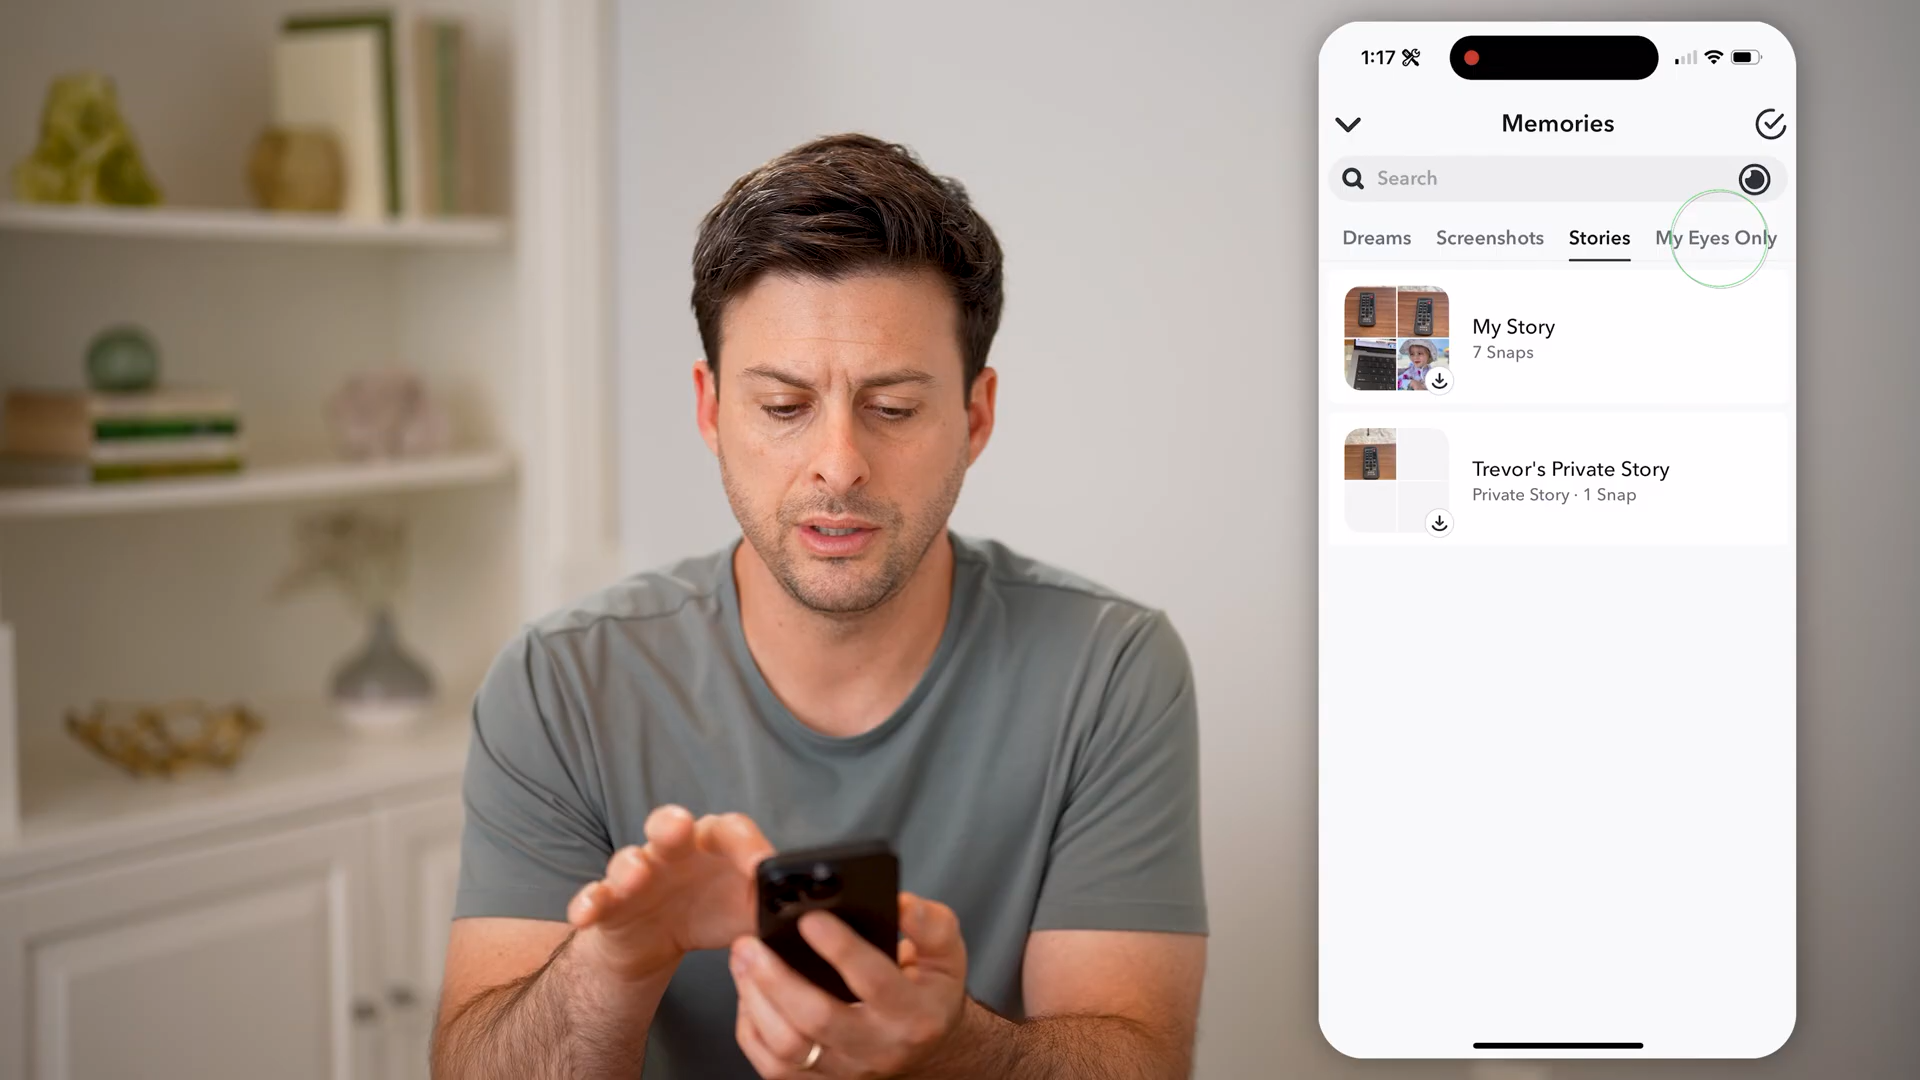 1:17
Memories
Search
Dreams Screenshots Stories My Eyes Only
My Story
7 Snaps
Trevor's Private Story
Private Story · 1 Snap